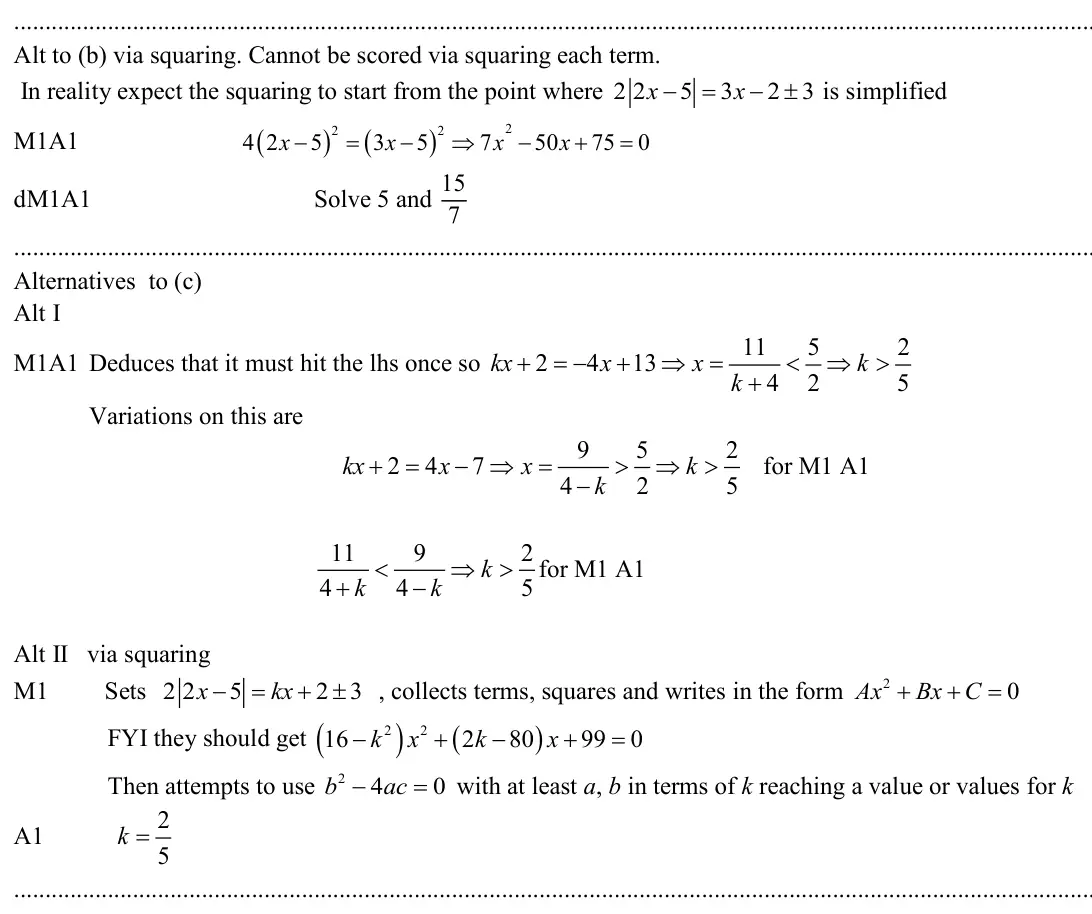 Alt to (b) via squaring. Cannot be scored via squaring each term.
In reality expect the squaring to start from the point where 2|2x − 5| = 3x − 2 ± 3 is simplified
M1A1 4(2x − 5)² = (3x − 5)² ⇒ 7x² − 50x + 75 = 0
dM1A1 Solve 5 and 15/7
Alternatives to (c)
Alt I
M1A1 Deduces that it must hit the lhs once so kx + 2 = −4x + 13 ⇒ x = 11/(k + 4) < 5/2 ⇒ k > 2/5
Variations on this are
kx + 2 = 4x − 7 ⇒ x = 9/(4 − k) > 5/2 ⇒ k > 2/5 for M1 A1
11/(4 + k) < 9/(4 − k) ⇒ k > 2/5 for M1 A1
Alt II via squaring
M1 Sets 2|2x − 5| = kx + 2 ± 3 , collects terms, squares and writes in the form Ax² + Bx + C = 0
FYI they should get (16 − k²)x² + (2k − 80)x + 99 = 0
Then attempts to use b² − 4ac = 0 with at least a, b in terms of k reaching a value or values for k
A1 k = 2/5